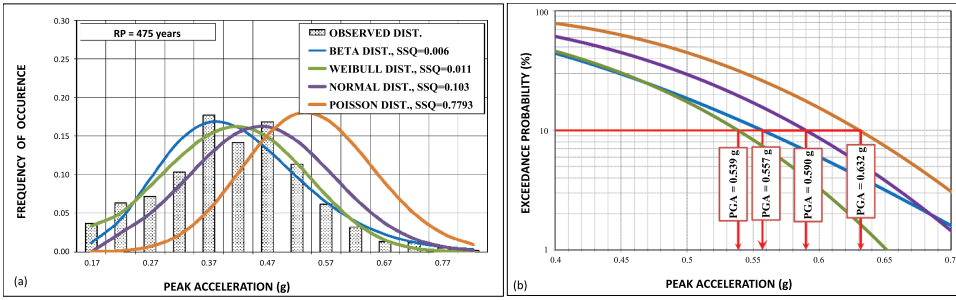 RP = 475 years
OBSERVED DIST.
BETA DIST., SSQ=0.006
WEIBULL DIST., SSQ=0.011
NORMAL DIST., SSQ=0.103
POISSON DIST., SSQ=0.7793
FREQUENCY OF OCCURENCE
0.30
0.25
0.20
0.15
0.10
0.05
0.00
0.17 0.27 0.37 0.47 0.57 0.67 0.77
(a)
PEAK ACCELERATION (g)
EXCEEDANCE PROBABILITY (%)
100
10
1
PGA = 0.539 g
PGA = 0.557 g
PGA = 0.590 g
PGA = 0.632 g
0.4 0.45 0.5 0.55 0.6 0.65 0.7
(b)
PEAK ACCELERATION (g)